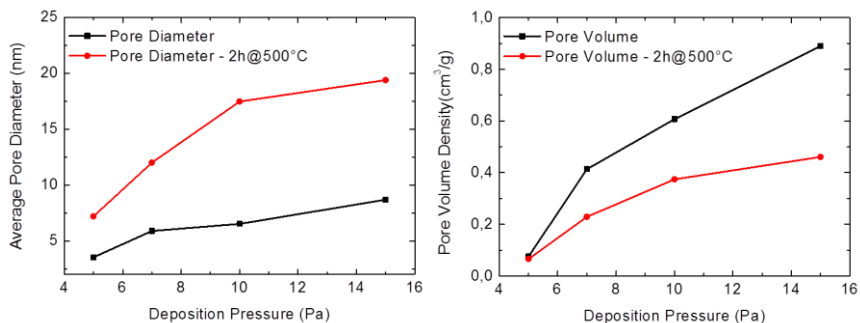 25
20
15
10
5
Average Pore Diameter (nm)
Pore Diameter
Pore Diameter - 2h@500°C
4 6 8 10 12 14 16
Deposition Pressure (Pa)
1,0
0,8
0,6
0,4
0,2
0,0
Pore Volume Density(cm³/g)
Pore Volume
Pore Volume - 2h@500°C
4 6 8 10 12 14 16
Deposition Pressure (Pa)